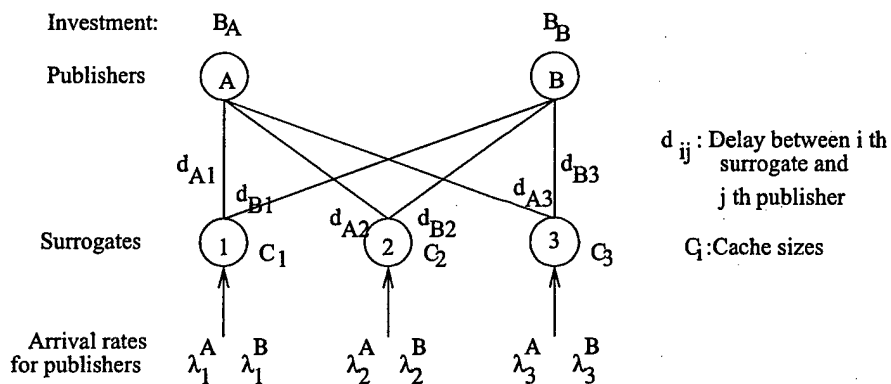 Investment: B_A B_B
Publishers A B
d_ij : Delay between i th
surrogate and
j th publisher
d_A1 d_B3
d_B1 d_A3
d_A2 d_B2
Surrogates 1 C_1 2 C_2 3 C_3
C_i :Cache sizes
Arrival rates
for publishers
λ_1^A λ_1^B λ_2^A λ_2^B λ_3^A λ_3^B